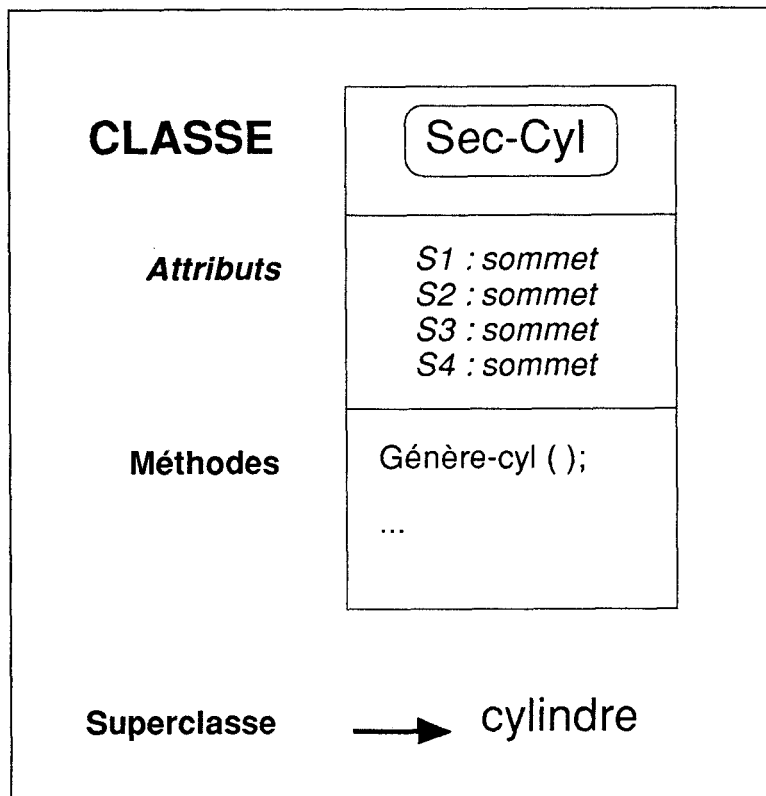 CLASSE Sec-Cyl
Attributs S1 : sommet
S2 : sommet
S3 : sommet
S4 : sommet
Méthodes Génère-cyl ( );
...
Superclasse cylindre